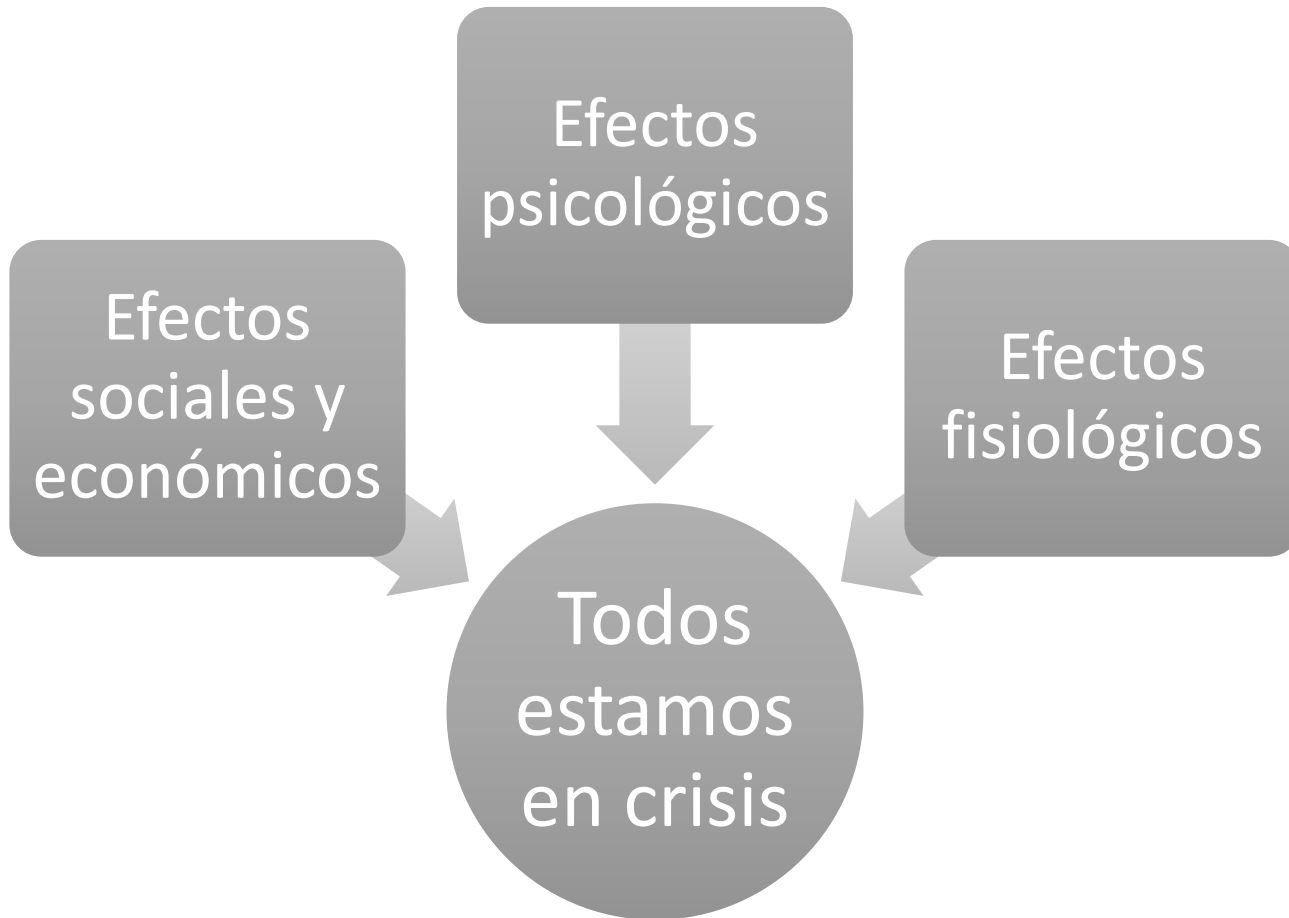 Efectos
psicológicos
Efectos
sociales y
económicos
Efectos
fisiológicos
Todos
estamos
en crisis